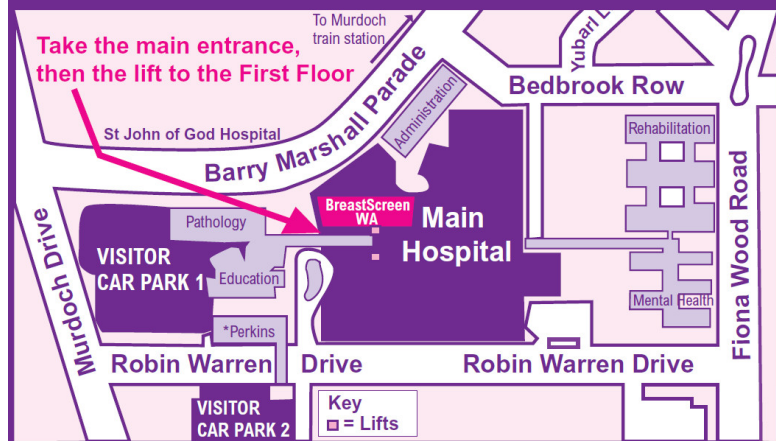 To Murdoch
train station
Take the main entrance,
then the lift to the First Floor
Bedbrook Row
Administration
St John of God Hospital
Barry Marshall Parade
Rehabilitation
BreastScreen
WA
Main
Hospital
Pathology
VISITOR
CAR PARK 1
Education
Murdoch Drive
Fiona Wood Road
Mental Health
*Perkins
Robin Warren Drive
Robin Warren Drive
VISITOR
CAR PARK 2
Key
= Lifts